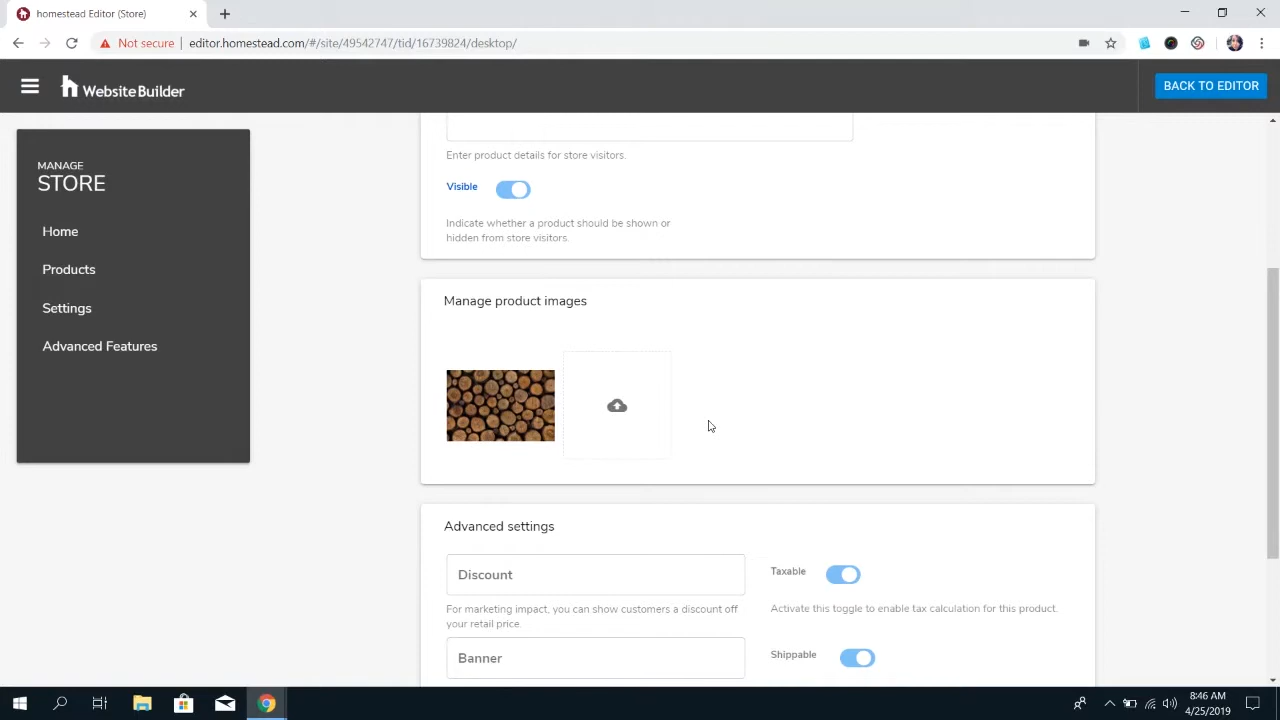 homestead Editor (Store)
Not secure
editor.homestead.com/#/site/49542747/tid/16739824/desktop/
h WebsiteBuilder
BACK TO EDITOR
MANAGE
STORE
Home
Products
Settings
Advanced Features
Enter product details for store visitors.
Visible
Indicate whether a product should be shown or
hidden from store visitors.
Manage product images
Advanced settings
Discount
For marketing impact, you can show customers a discount off
your retail price.
Taxable
Activate this toggle to enable tax calculation for this product.
Banner
Shippable
8:46 AM
4/25/2019